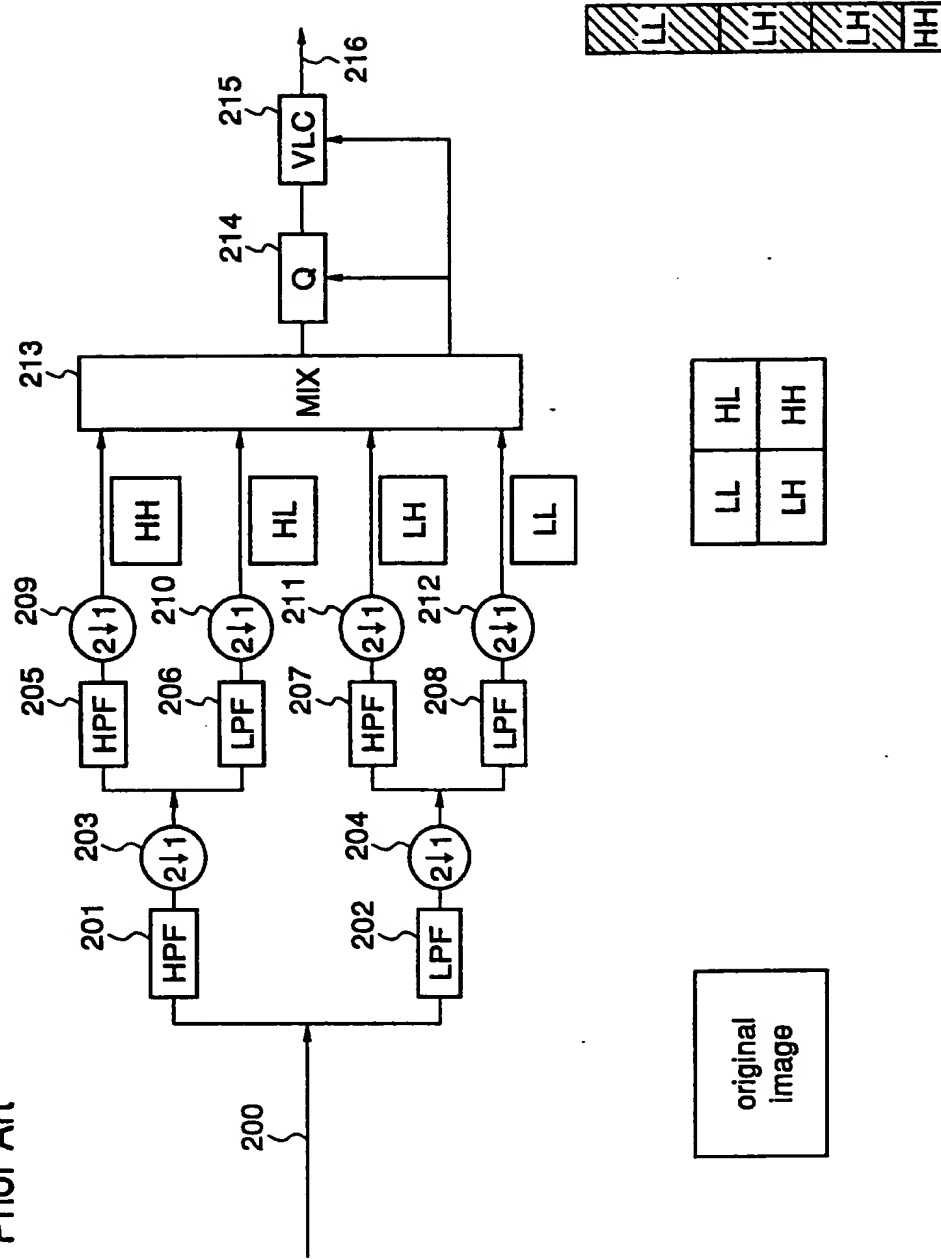 Prior Art
200
201
HPF
203
2↓1
202
LPF
204
2↓1
205
HPF
209
2↓1
HH
206
LPF
210
2↓1
HL
207
HPF
211
2↓1
LH
208
LPF
212
2↓1
LL
213
MIX
214
Q
215
VLC
216
original
image
LL HL
LH HH
LL LH LH HH